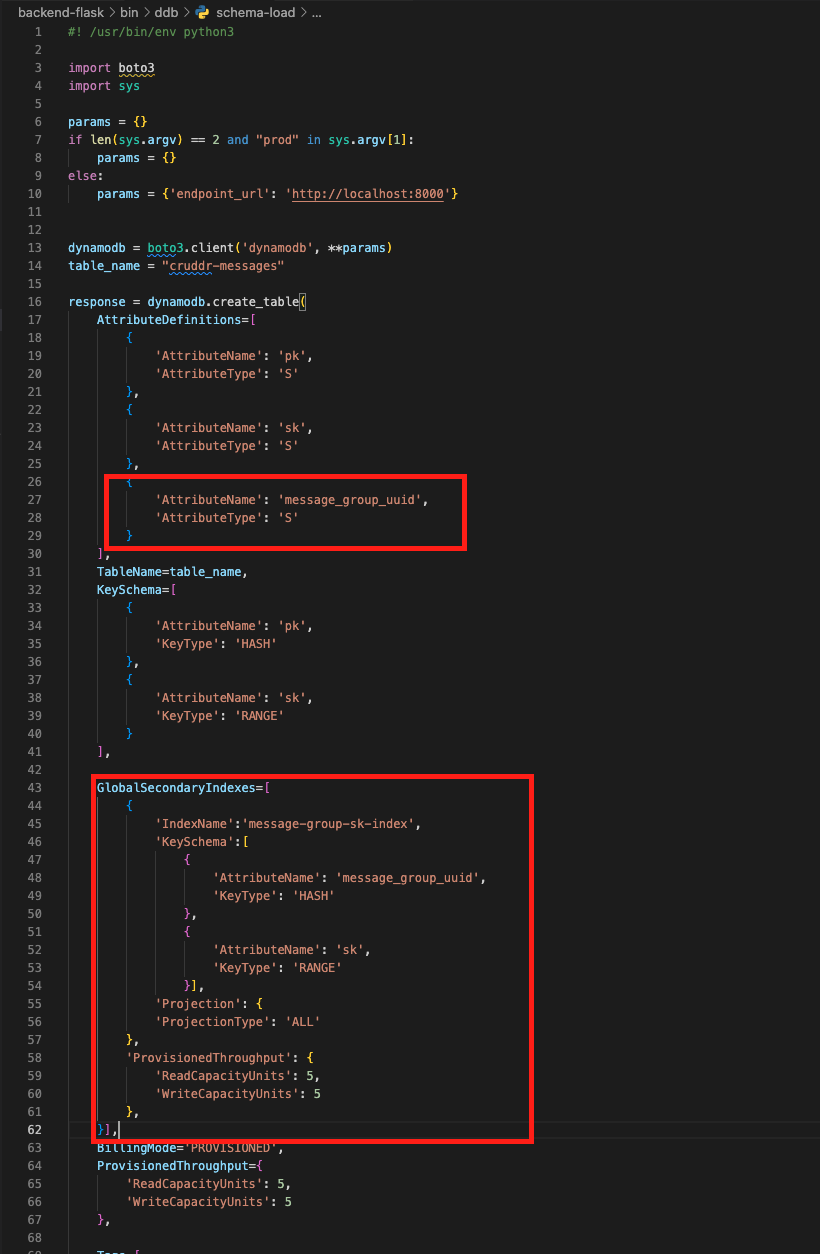 backend-flask > bin > ddb > schema-load > ...
1 #! /usr/bin/env python3
2
3 import boto3
4 import sys
5
6 params = {}
7 if len(sys.argv) == 2 and "prod" in sys.argv[1]:
8     params = {}
9 else:
10     params = {'endpoint_url': 'http://localhost:8000'}
11
12
13 dynamodb = boto3.client('dynamodb', **params)
14 table_name = "cruddr-messages"
15
16 response = dynamodb.create_table(
17     AttributeDefinitions=[
18         {
19             'AttributeName': 'pk',
20             'AttributeType': 'S'
21         },
22         {
23             'AttributeName': 'sk',
24             'AttributeType': 'S'
25         },
26         {
27             'AttributeName': 'message_group_uuid',
28             'AttributeType': 'S'
29         }
30     ],
31     TableName=table_name,
32     KeySchema=[
33         {
34             'AttributeName': 'pk',
35             'KeyType': 'HASH'
36         },
37         {
38             'AttributeName': 'sk',
39             'KeyType': 'RANGE'
40         }
41     ],
42
43     GlobalSecondaryIndexes=[
44         {
45             'IndexName':'message-group-sk-index',
46             'KeySchema':[
47                 {
48                     'AttributeName': 'message_group_uuid',
49                     'KeyType': 'HASH'
50                 },
51                 {
52                     'AttributeName': 'sk',
53                     'KeyType': 'RANGE'
54                 }],
55             'Projection': {
56             'ProjectionType': 'ALL'
57         },
58         'ProvisionedThroughput': {
59             'ReadCapacityUnits': 5,
60             'WriteCapacityUnits': 5
61         },
62     }],
63     BillingMode='PROVISIONED',
64     ProvisionedThroughput={
65         'ReadCapacityUnits': 5,
66         'WriteCapacityUnits': 5
67     },
68
69     Tags=[